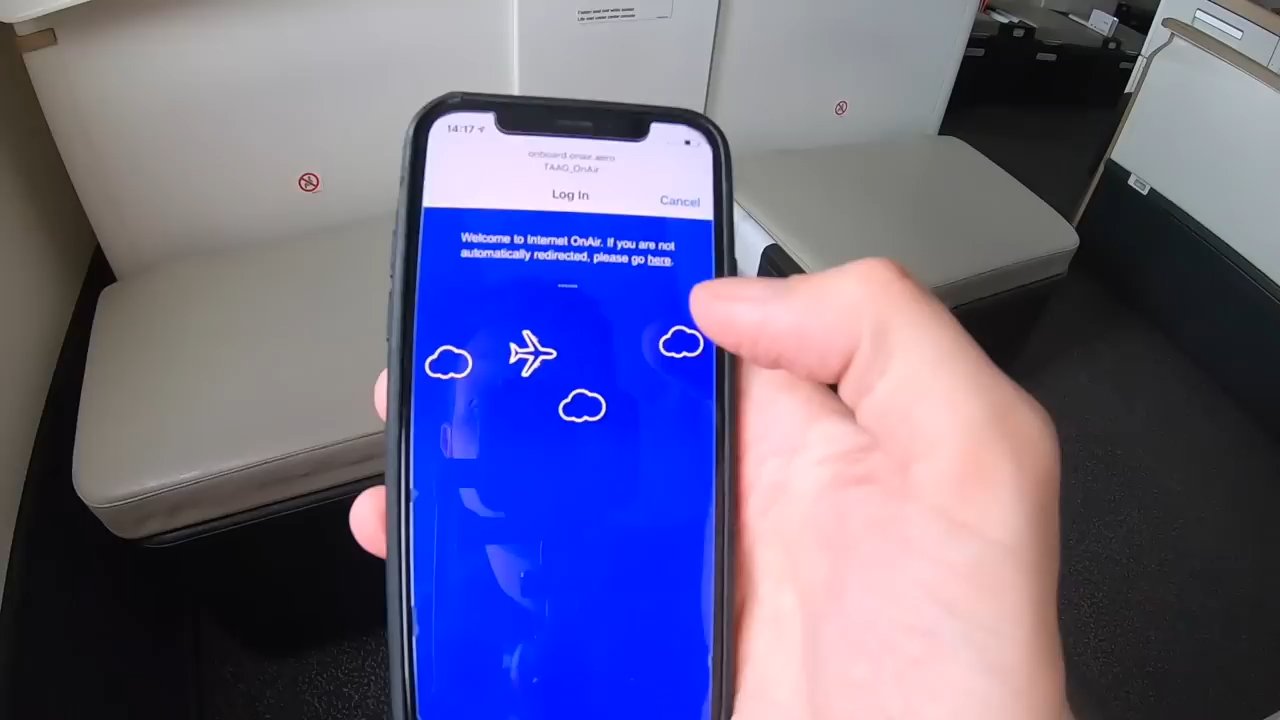 14:17
onboard.onair.aero
TAAG_OnAir
Log In
Cancel
Welcome to Internet OnAir. If you are not
automatically redirected, please go here.